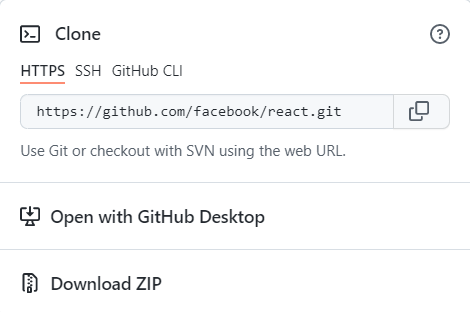 Clone
HTTPS SSH GitHub CLI
https://github.com/facebook/react.git
Use Git or checkout with SVN using the web URL.
Open with GitHub Desktop
Download ZIP